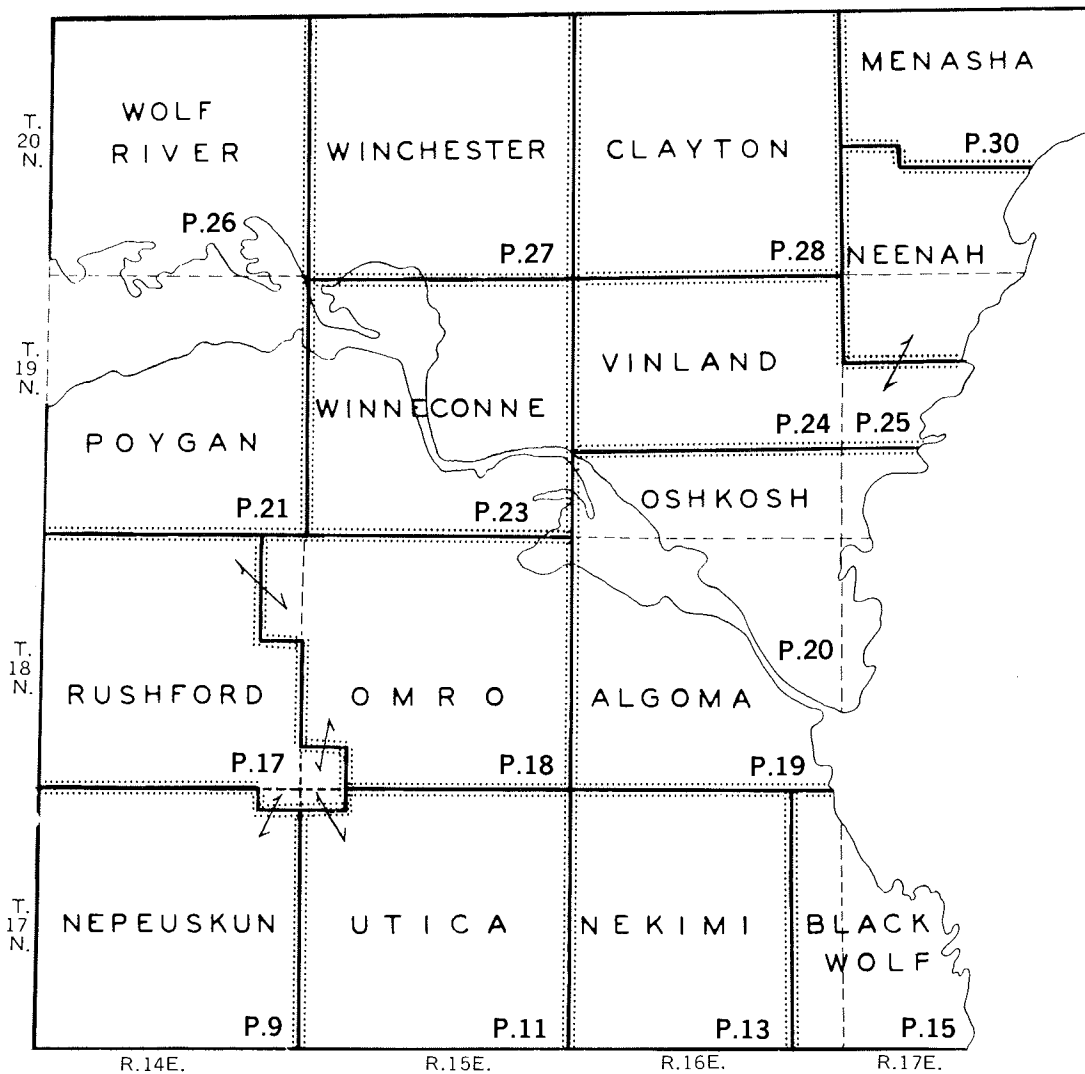 MENASHA
WOLF
RIVER
WINCHESTER
CLAYTON
T.
20
N.
P.30
P.26
P.27
P.28
NEENAH
T.
19
N.
VINLAND
WINNECONNE
POYGAN
P.24
P.25
P.21
P.23
OSHKOSH
T.
18
N.
P.20
RUSHFORD
OMRO
ALGOMA
P.17
P.18
P.19
T.
17
N.
NEPEUSKUN
UTICA
NEKIMI
BLACK
WOLF
P.9
P.11
P.13
P.15
R.14E.
R.15E.
R.16E.
R.17E.